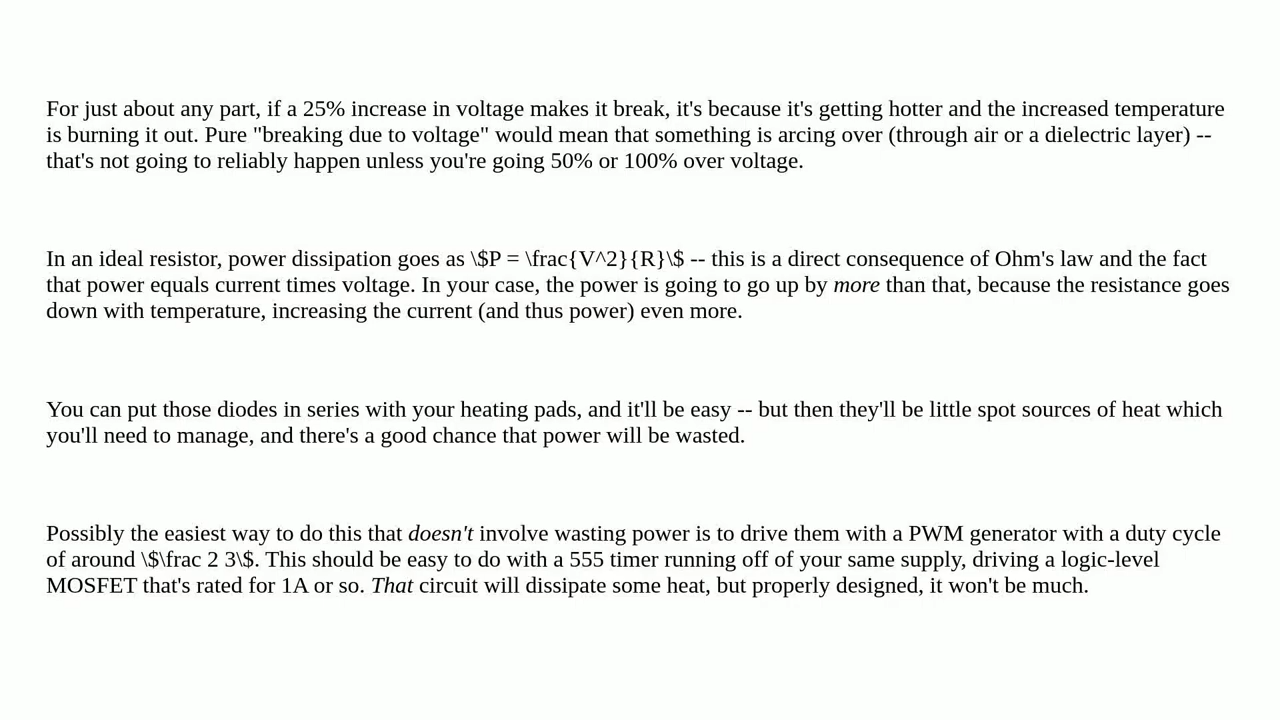 For just about any part, if a 25% increase in voltage makes it break, it's because it's getting hotter and the increased temperature
is burning it out. Pure "breaking due to voltage" would mean that something is arcing over (through air or a dielectric layer) --
that's not going to reliably happen unless you're going 50% or 100% over voltage.
In an ideal resistor, power dissipation goes as \$P = \frac{V^2}{R}\$ -- this is a direct consequence of Ohm's law and the fact
that power equals current times voltage. In your case, the power is going to go up by more than that, because the resistance goes
down with temperature, increasing the current (and thus power) even more.
You can put those diodes in series with your heating pads, and it'll be easy -- but then they'll be little spot sources of heat which
you'll need to manage, and there's a good chance that power will be wasted.
Possibly the easiest way to do this that doesn't involve wasting power is to drive them with a PWM generator with a duty cycle
of around \$\frac 2 3\$. This should be easy to do with a 555 timer running off of your same supply, driving a logic-level
MOSFET that's rated for 1A or so. That circuit will dissipate some heat, but properly designed, it won't be much.